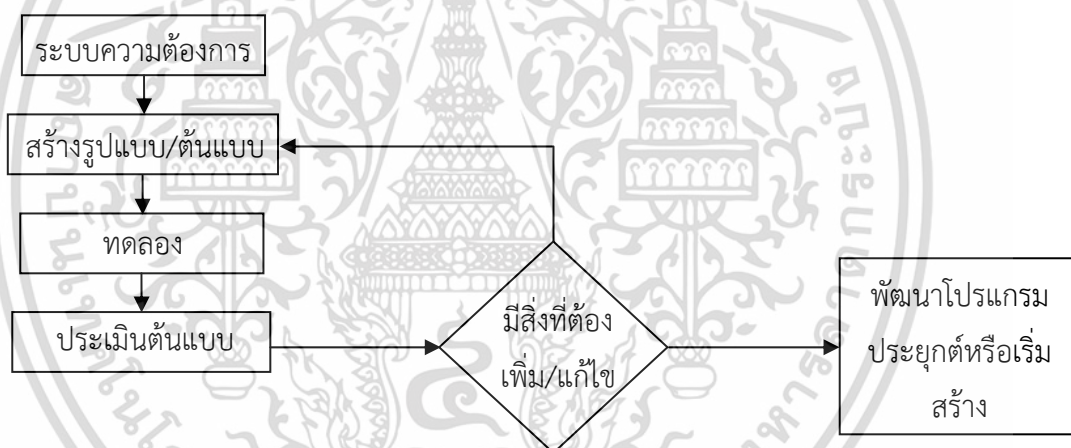 ระบบความต้องการ
สร้างรูปแบบ/ต้นแบบ
ทดลอง
ประเมินต้นแบบ
มีสิ่งที่ต้อง
เพิ่ม/แก้ไข
พัฒนาโปรแกรม
ประยุกต์หรือเริ่ม
สร้าง